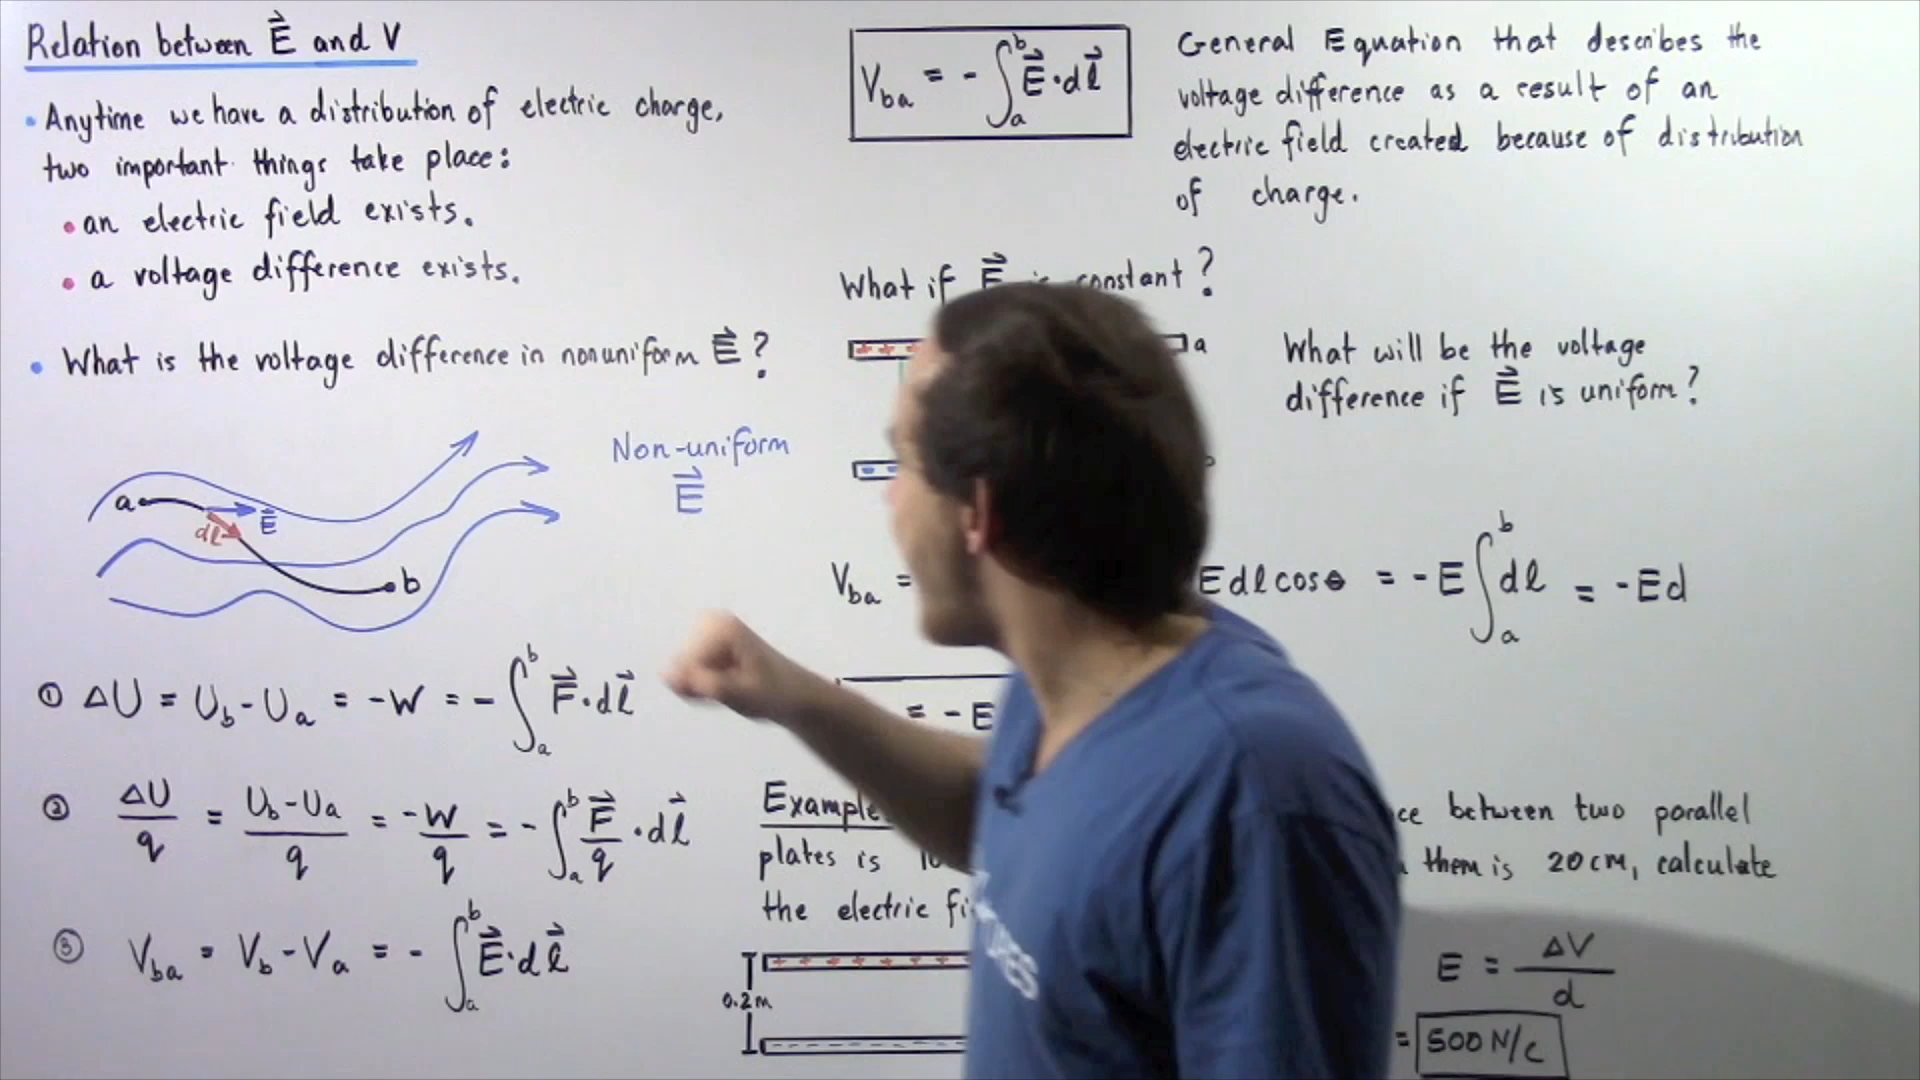 Relation between E⃗ and V
• Anytime we have a distribution of electric charge,
two important things take place:
• an electric field exists.
• a voltage difference exists.
• What is the voltage difference in nonuniform E⃗?
Non-uniform
E⃗
a
dl
E⃗
b
① ΔU = U_b - U_a = -W = - ∫_a^b F⃗ · dl⃗
② ΔU/q = (U_b - U_a)/q = -W/q = - ∫_a^b F⃗/q · dl⃗
③ V_ba = V_b - V_a = - ∫_a^b E⃗ · dl⃗
V_ba = - ∫_a^b E⃗ · dl⃗
General Equation that describes the
voltage difference as a result of an
electric field created because of distribution
of charge.
What if E⃗ is constant?
+ + a
- - b
What will be the voltage
difference if E⃗ is uniform?
V_ba = E dl cosθ = -E ∫_a^b dl = -Ed
= -E
Example
ce between two parallel
plates is them is 20cm, calculate
the electric
+ + + + + + +
0.2m
- - - - - - -
E = ΔV/d
= 500 N/C